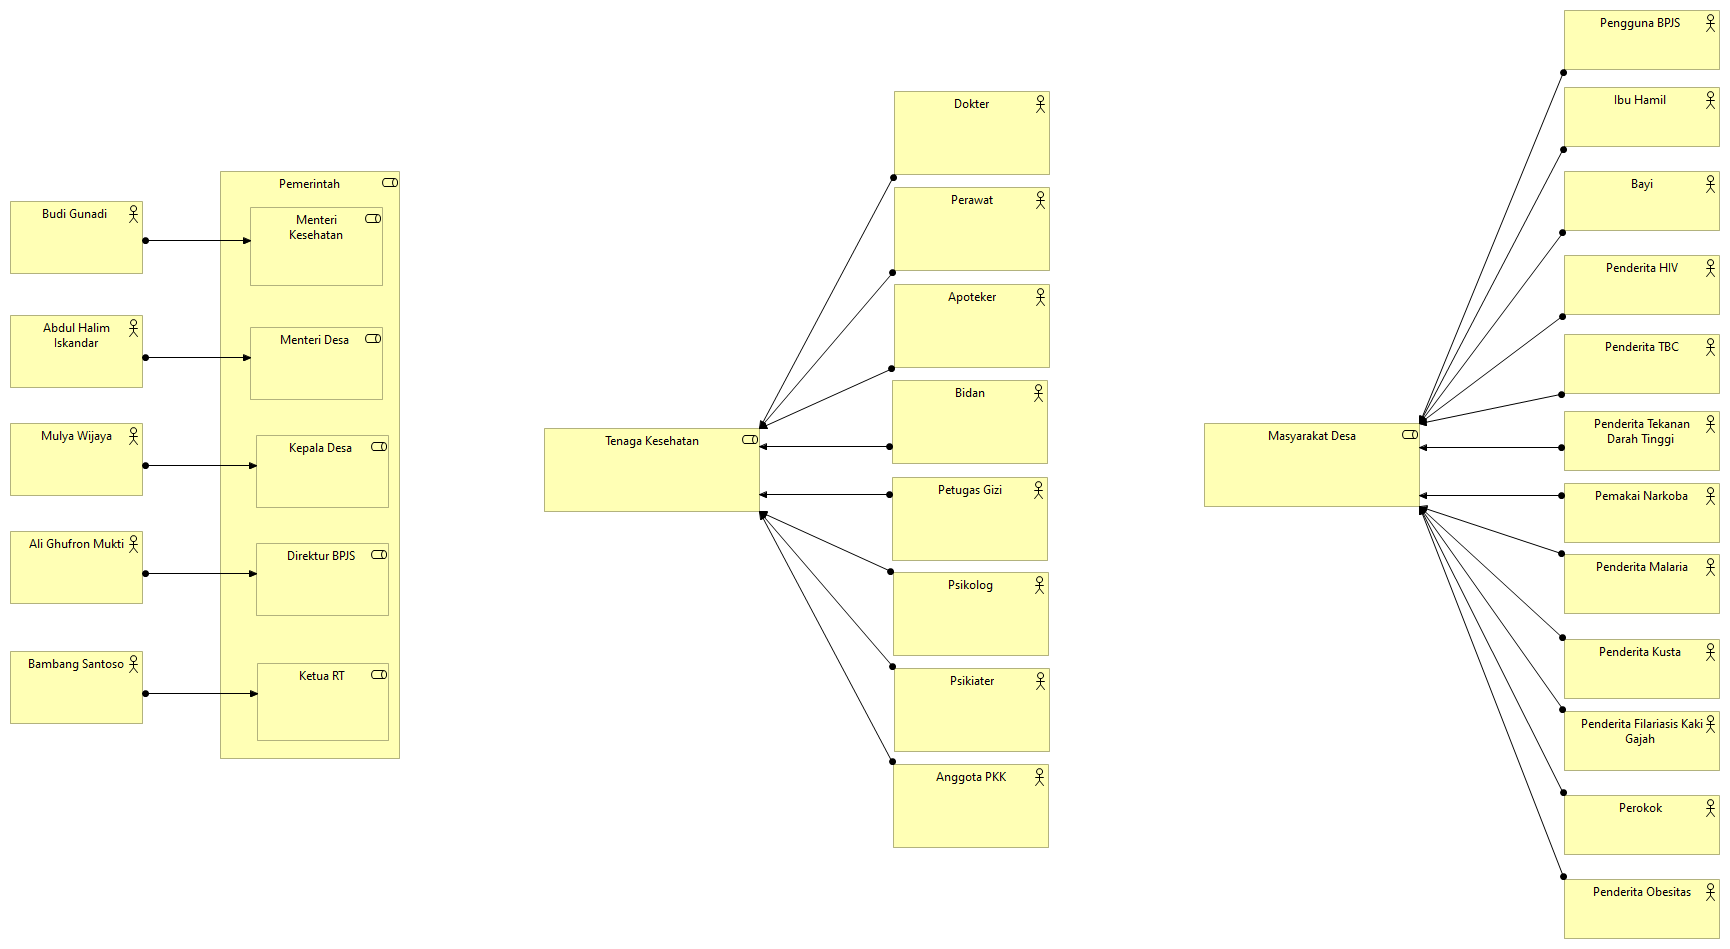 Budi Gunadi
Abdul Halim
Iskandar
Mulya Wijaya
Ali Ghufron Mukti
Bambang Santoso
Pemerintah
Menteri
Kesehatan
Menteri Desa
Kepala Desa
Direktur BPJS
Ketua RT
Tenaga Kesehatan
Dokter
Perawat
Apoteker
Bidan
Petugas Gizi
Psikolog
Psikiater
Anggota PKK
Masyarakat Desa
Pengguna BPJS
Ibu Hamil
Bayi
Penderita HIV
Penderita TBC
Penderita Tekanan
Darah Tinggi
Pemakai Narkoba
Penderita Malaria
Penderita Kusta
Penderita Filariasis Kaki
Gajah
Perokok
Penderita Obesitas